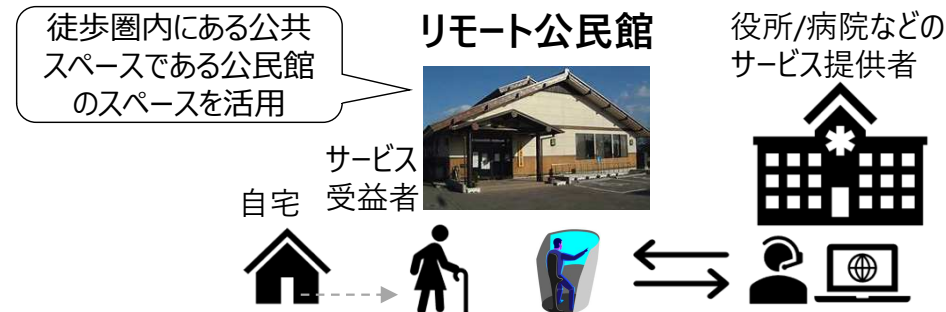 徒歩圏内にある公共
スペースである公民館
のスペースを活用
リモート公民館
役所/病院などの
サービス提供者
サービス
受益者
自宅